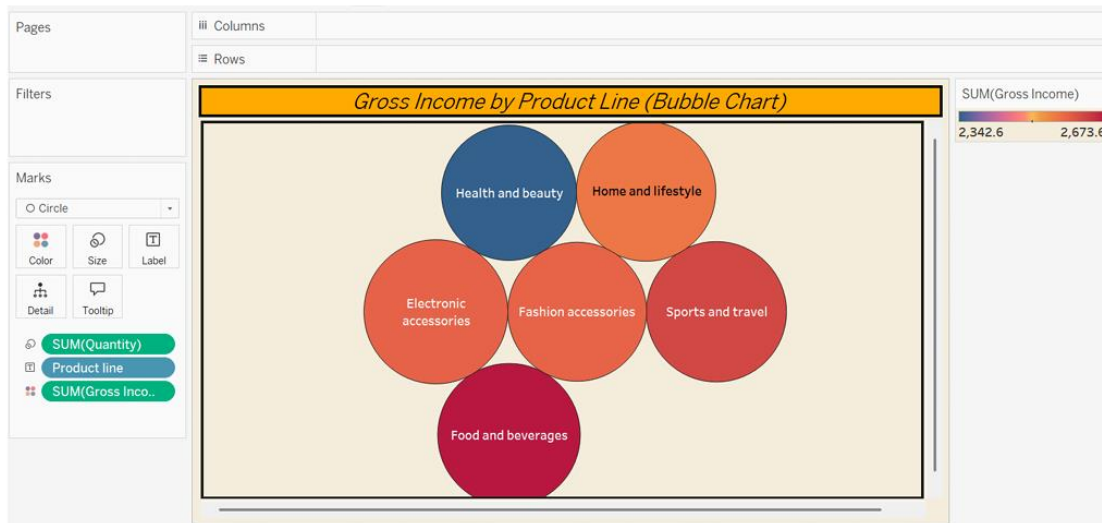 Pages
Columns
Rows
Filters
Gross Income by Product Line (Bubble Chart)
SUM(Gross Income)
2,342.6 2,673.6
Marks
Circle
Color Size Label
Detail Tooltip
SUM(Quantity)
Product line
SUM(Gross Inco..
Health and beauty
Home and lifestyle
Electronic
accessories
Fashion accessories
Sports and travel
Food and beverages